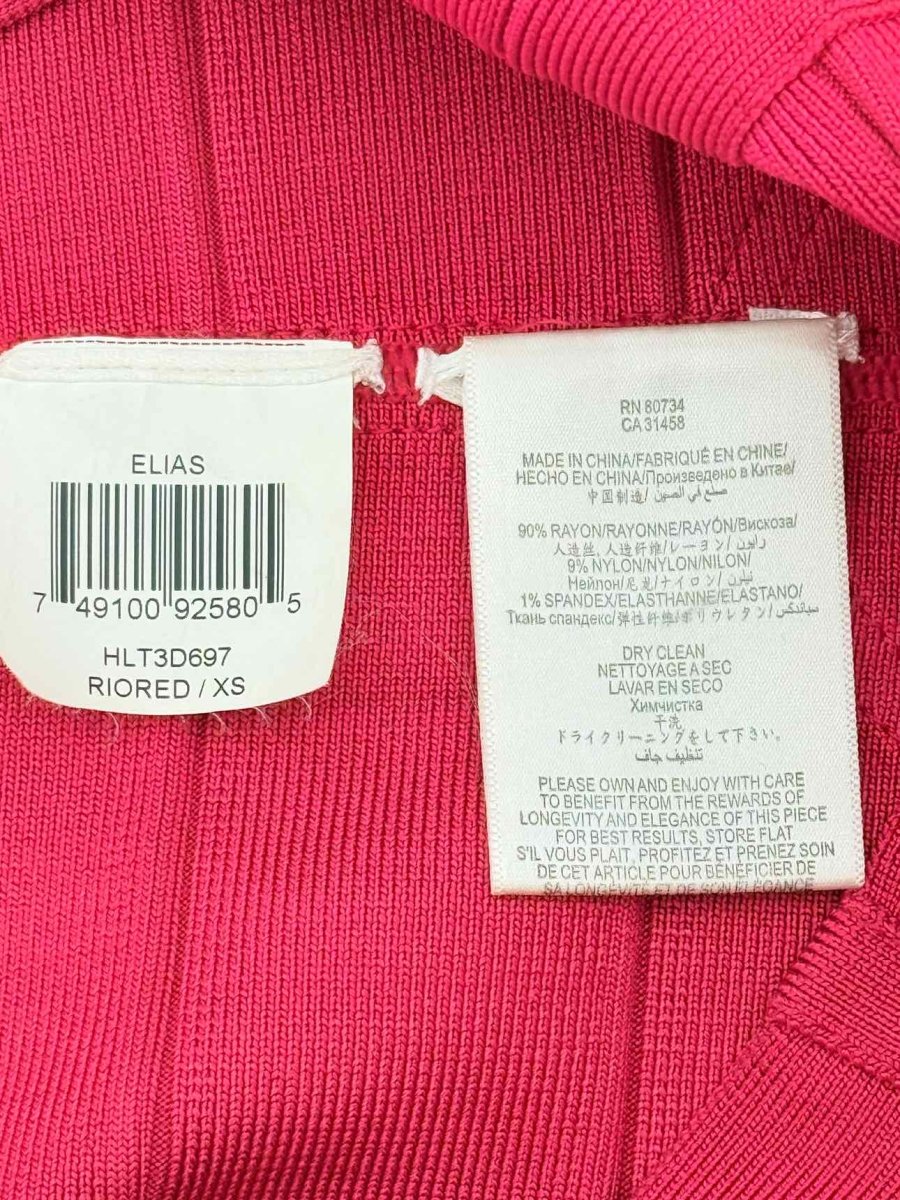 ELIAS
7 49100 92580 5
HLT3D697
RIORED / XS
RN 80734
CA 31458
MADE IN CHINA/FABRIQUÉ EN CHINE/
HECHO EN CHINA/Произведено в Китае/
中国制造/ صنع في الصين
90% RAYON/RAYONNE/RAYÓN/Вискоза/
人造丝, 人造纤维/レーヨン/ رايون
9% NYLON/NYLON/NILON/
Нейлон/尼龙/ナイロン/ نيلون
1% SPANDEX/ELASTHANNE/ELASTANO/
Ткань спандекс/弹性纤维/ポリウレタン/ سباندكس
DRY CLEAN
NETTOYAGE A SEC
LAVAR EN SECO
Химчистка
干洗
ドライクリーニングをして下さい。
تنظيف جاف
PLEASE OWN AND ENJOY WITH CARE
TO BENEFIT FROM THE REWARDS OF
LONGEVITY AND ELEGANCE OF THIS PIECE
FOR BEST RESULTS, STORE FLAT
S'IL VOUS PLAIT, PROFITEZ ET PRENEZ SOIN
DE CET ARTICLE POUR BÉNÉFICIER DE
SA LONGÉVITÉ ET DE SON ÉLÉGANCE